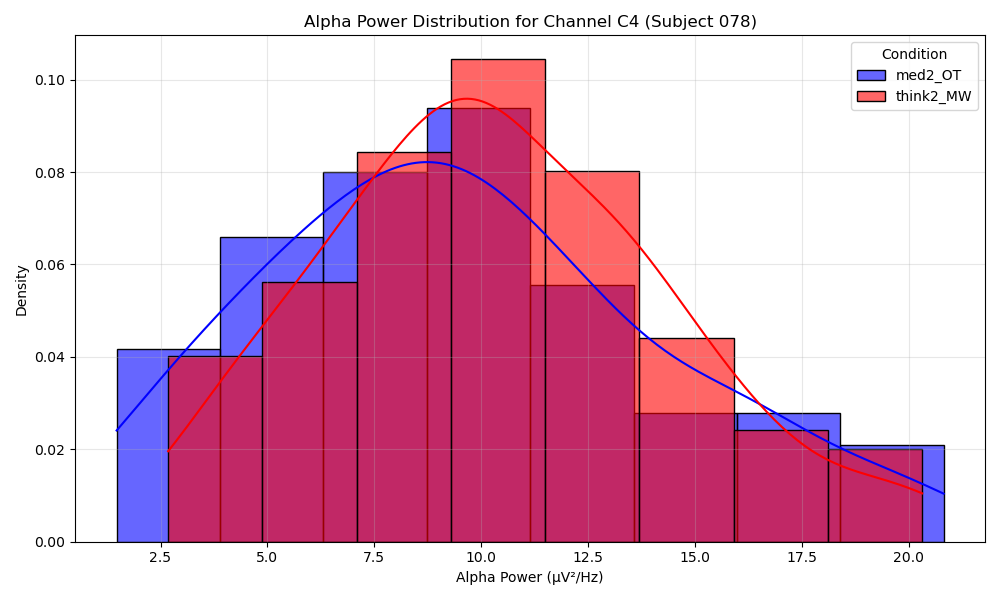 Alpha Power Distribution for Channel C4 (Subject 078)
Condition
med2_OT
think2_MW
Density
0.10
0.08
0.06
0.04
0.02
0.00
2.5 5.0 7.5 10.0 12.5 15.0 17.5 20.0
Alpha Power (μV²/Hz)